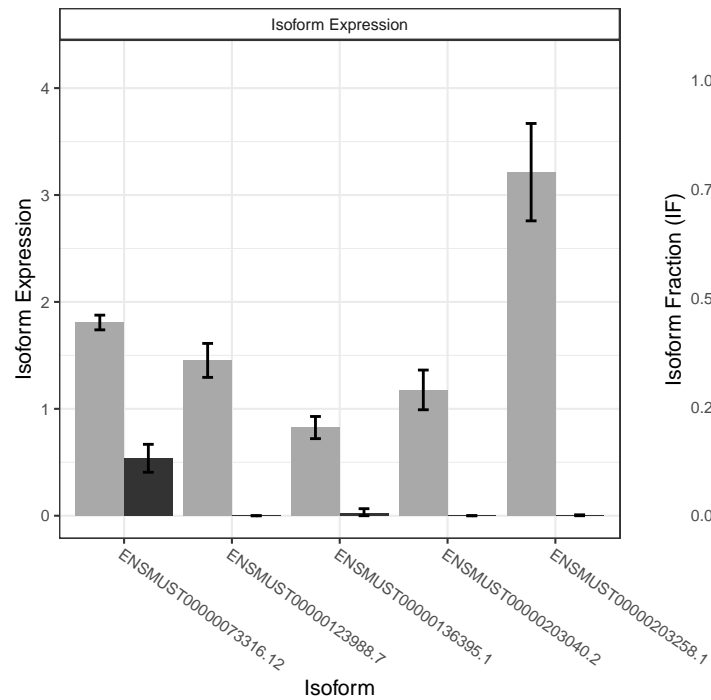 Isoform Expression
Isoform Expression
4
3
2
1
0
ENSMUST00000073316.12
ENSMUST00000123988.7
ENSMUST00000136395.1
ENSMUST00000203040.2
ENSMUST00000203258.1
Isoform
Isoform Fraction (IF)
1.0
0.7
0.5
0.2
0.0